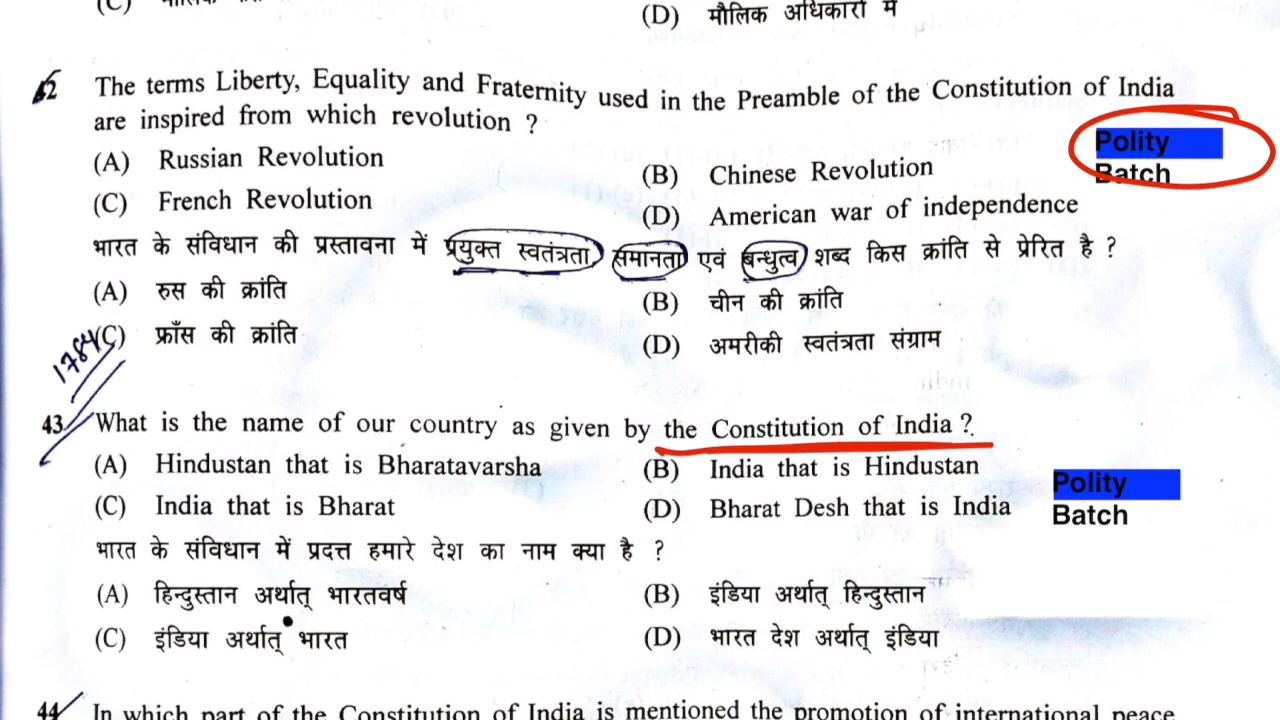 (D) मौलिक अधिकारों में
42 The terms Liberty, Equality and Fraternity used in the Preamble of the Constitution of India
are inspired from which revolution ?
Polity
Batch
(A) Russian Revolution (B) Chinese Revolution
(C) French Revolution (D) American war of independence
भारत के संविधान की प्रस्तावना में प्रयुक्त स्वतंत्रता, समानता एवं बन्धुत्व शब्द किस क्रांति से प्रेरित है ?
(A) रुस की क्रांति (B) चीन की क्रांति
(C) फ्राँस की क्रांति (D) अमरीकी स्वतंत्रता संग्राम
43 What is the name of our country as given by the Constitution of India ?
(A) Hindustan that is Bharatavarsha (B) India that is Hindustan
(C) India that is Bharat (D) Bharat Desh that is India
Polity
Batch
भारत के संविधान में प्रदत्त हमारे देश का नाम क्या है ?
(A) हिन्दुस्तान अर्थात् भारतवर्ष (B) इंडिया अर्थात् हिन्दुस्तान
(C) इंडिया अर्थात् भारत (D) भारत देश अर्थात् इंडिया
44 In which part of the Constitution of India is mentioned the promotion of international peace